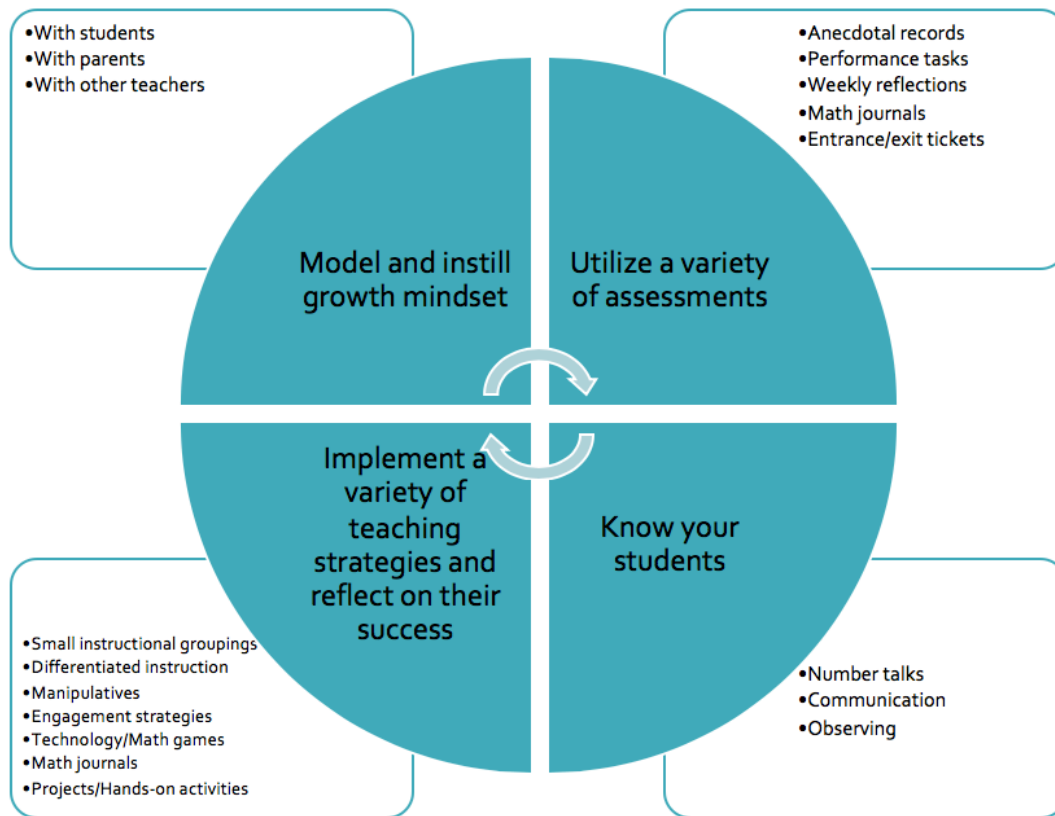 •With students
•With parents
•With other teachers
•Anecdotal records
•Performance tasks
•Weekly reflections
•Math journals
•Entrance/exit tickets
Model and instill
growth mindset
Utilize a variety
of assessments
Implement a
variety of
teaching
strategies and
reflect on their
success
Know your
students
•Small instructional groupings
•Differentiated instruction
•Manipulatives
•Engagement strategies
•Technology/Math games
•Math journals
•Projects/Hands-on activities
•Number talks
•Communication
•Observing